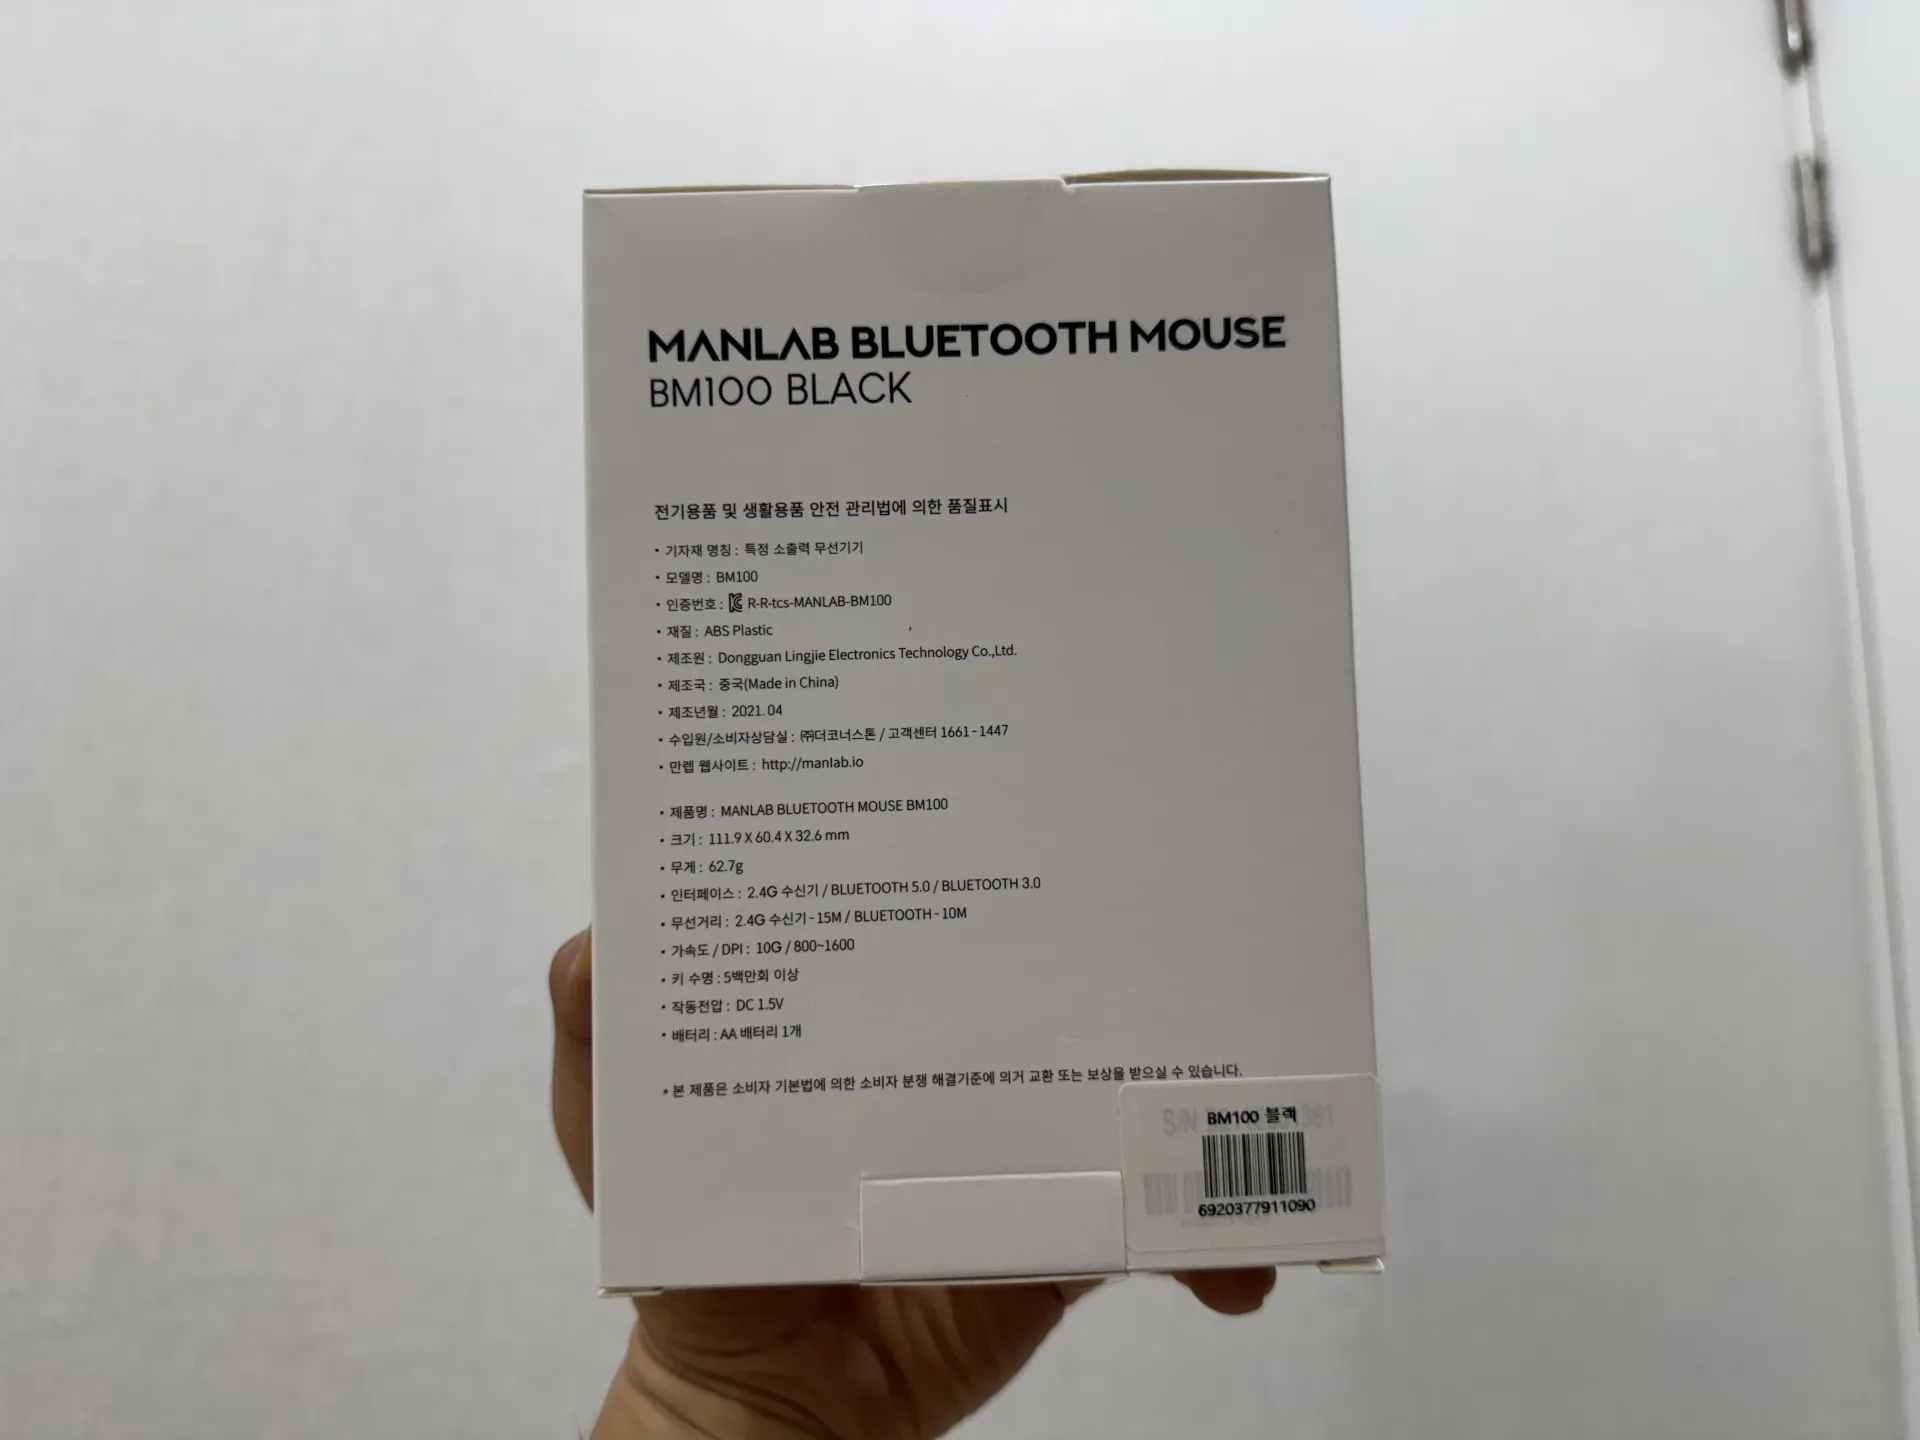 MANLAB BLUETOOTH MOUSE
BM100 BLACK
전기용품 및 생활용품 안전 관리법에 의한 품질표시
• 기자재 명칭 : 특정 소출력 무선기기
• 모델명 : BM100
• 인증번호 : R-R-tcs-MANLAB-BM100
• 재질 : ABS Plastic
• 제조원 : Dongguan Lingjie Electronics Technology Co.,Ltd.
• 제조국 : 중국(Made in China)
• 제조년월 : 2021. 04
• 수입원/소비자상담실 : ㈜더코너스톤 / 고객센터 1661 - 1447
• 만렙 웹사이트 : http://manlab.io
• 제품명 : MANLAB BLUETOOTH MOUSE BM100
• 크기 : 111.9 X 60.4 X 32.6 mm
• 무게 : 62.7g
• 인터페이스 : 2.4G 수신기 / BLUETOOTH 5.0 / BLUETOOTH 3.0
• 무선거리 : 2.4G 수신기 - 15M / BLUETOOTH - 10M
• 가속도 / DPI : 10G / 800~1600
• 키 수명 : 5백만회 이상
• 작동전압 : DC 1.5V
• 배터리 : AA 배터리 1개
* 본 제품은 소비자 기본법에 의한 소비자 분쟁 해결기준에 의거 교환 또는 보상을 받으실 수 있습니다.
S/N
BM100 블랙
6920377911090